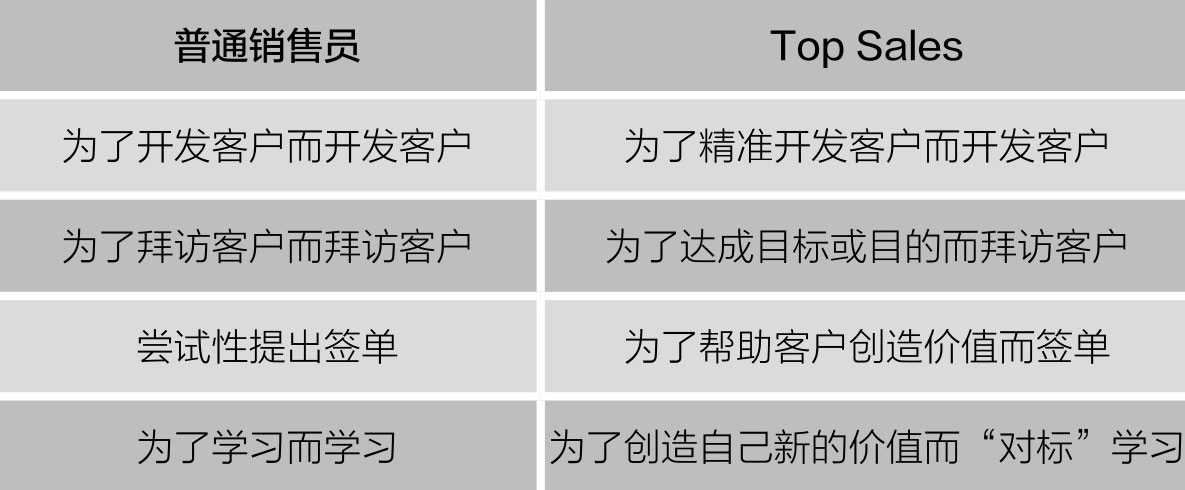 普通销售员
Top Sales
为了开发客户而开发客户
为了精准开发客户而开发客户
为了拜访客户而拜访客户
为了达成目标或目的而拜访客户
尝试性提出签单
为了帮助客户创造价值而签单
为了学习而学习
为了创造自己新的价值而“对标”学习